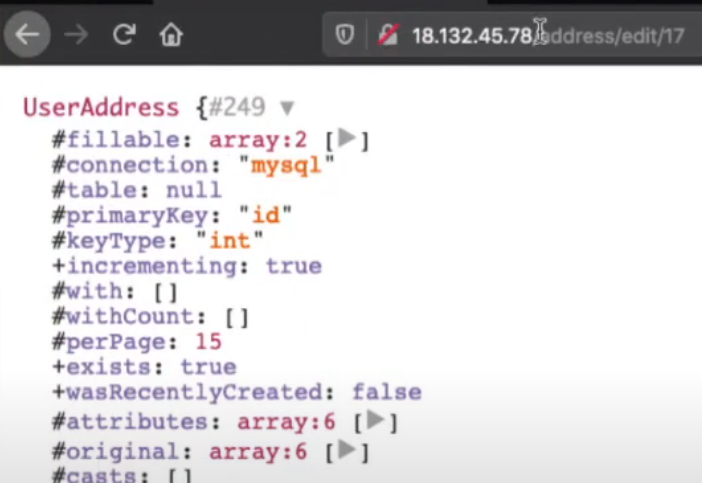 18.132.45.78/address/edit/17
UserAddress {#249 ▼
#fillable: array:2 [▶]
#connection: "mysql"
#table: null
#primaryKey: "id"
#keyType: "int"
+incrementing: true
#with: []
#withCount: []
#perPage: 15
+exists: true
+wasRecentlyCreated: false
#attributes: array:6 [▶]
#original: array:6 [▶]
#casts: []